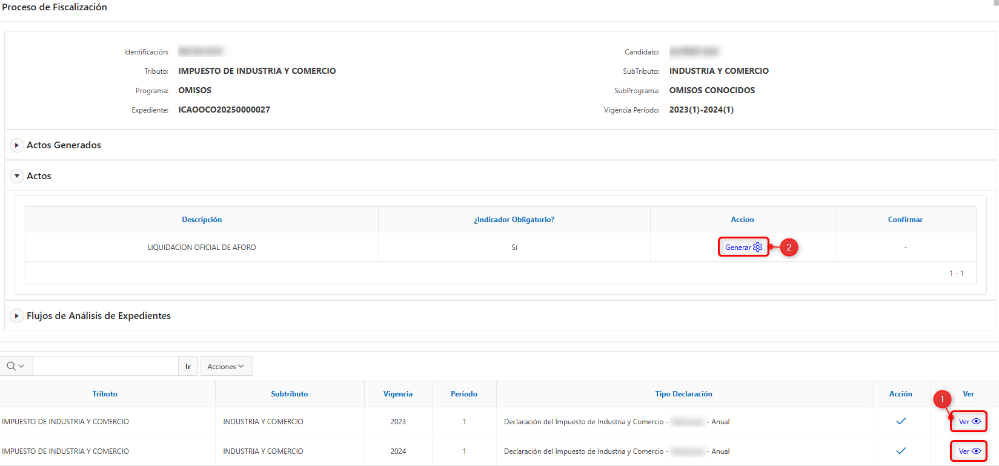 Proceso de Fiscalización
Identificación:
Candidato:
Tributo: IMPUESTO DE INDUSTRIA Y COMERCIO
SubTributo: INDUSTRIA Y COMERCIO
Programa: OMISOS
SubPrograma: OMISOS CONOCIDOS
Expediente: ICAOOCO20250000027
Vigencia Período: 2023(1)-2024(1)
Actos Generados
Actos
Descripción ¿Indicador Obligatorio? Accion Confirmar
LIQUIDACION OFICIAL DE AFORO Sí Generar - 
2
1 - 1
Flujos de Análisis de Expedientes
Ir Acciones
Tributo Subtributo Vigencia Período Tipo Declaración Acción Ver
1
IMPUESTO DE INDUSTRIA Y COMERCIO INDUSTRIA Y COMERCIO 2023 1 Declaración del Impuesto de Industria y Comercio - - Anual Ver
IMPUESTO DE INDUSTRIA Y COMERCIO INDUSTRIA Y COMERCIO 2024 1 Declaración del Impuesto de Industria y Comercio - - Anual Ver